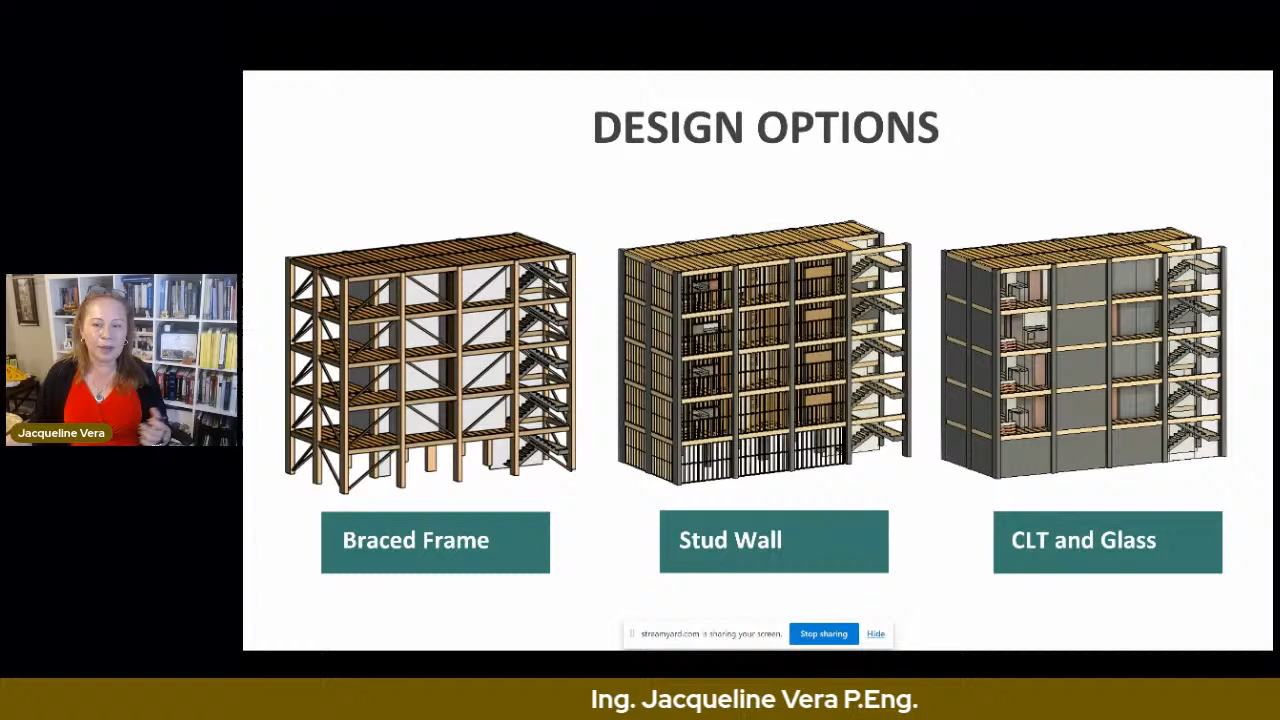 DESIGN OPTIONS
Jacqueline Vera
Braced Frame
Stud Wall
CLT and Glass
streamyard.com is sharing your screen.
Stop sharing
Hide
Ing. Jacqueline Vera P.Eng.